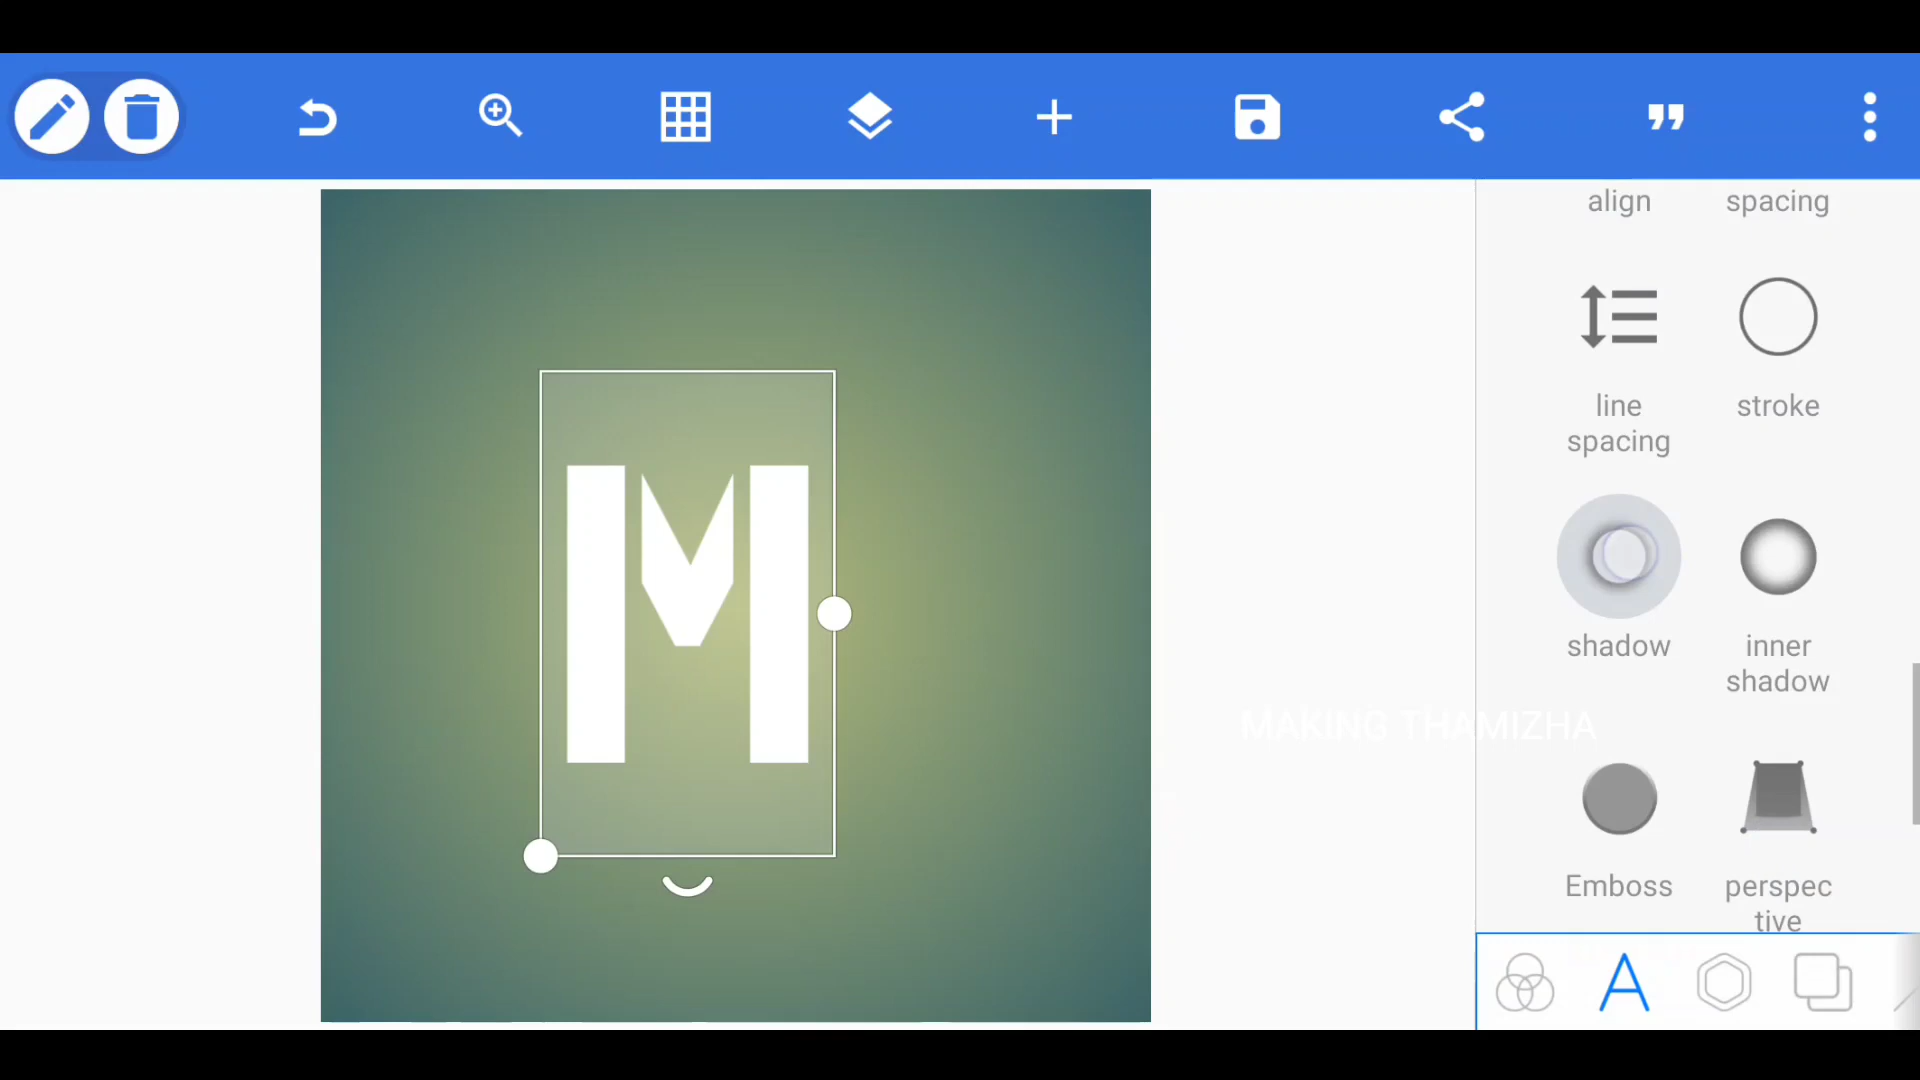 align
spacing
line
spacing
stroke
shadow
inner
shadow
MAKING THAMIZHA
Emboss
perspec
tive
M
A